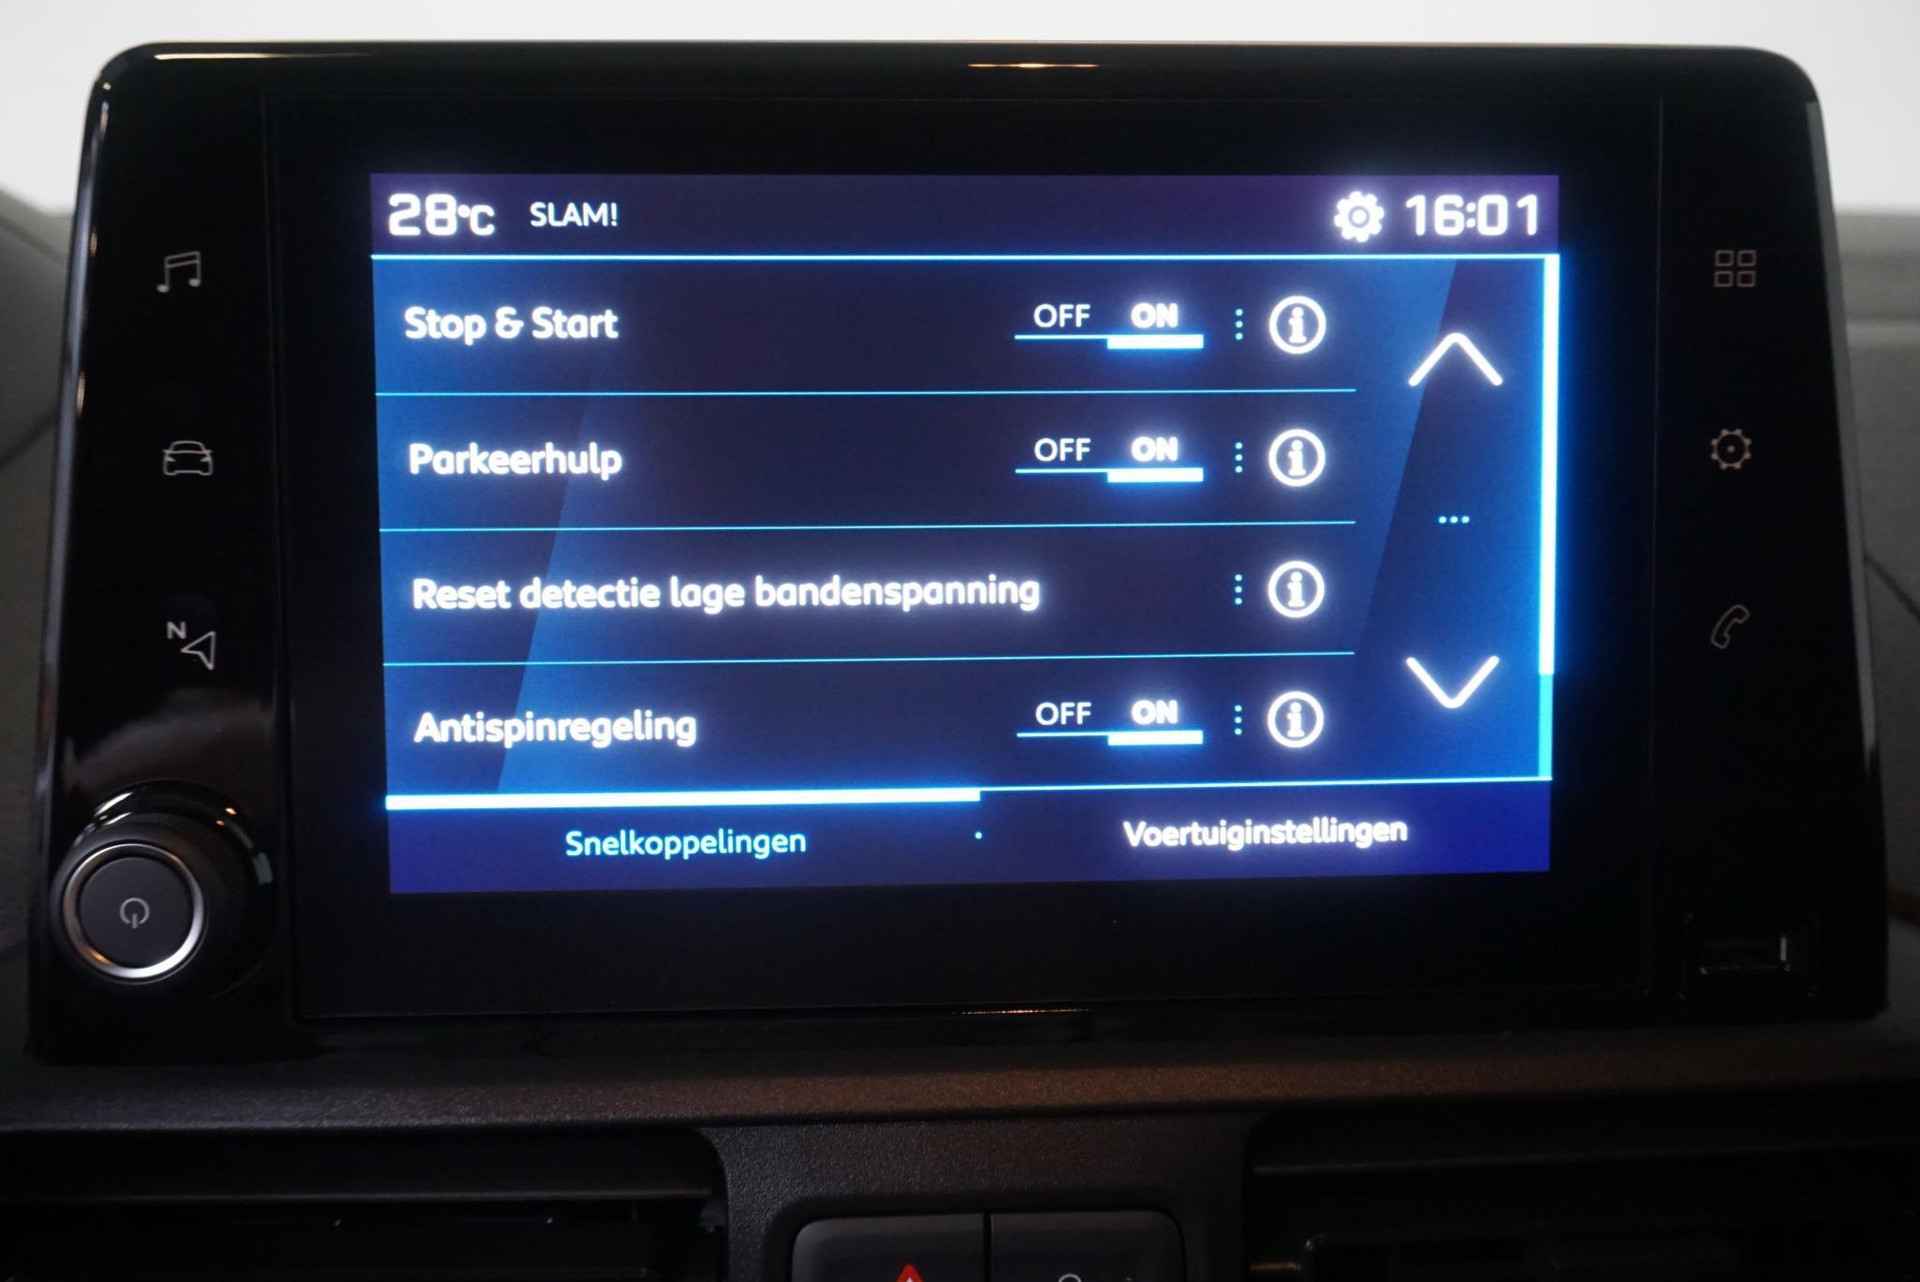 28°C SLAM! 16:01
Stop & Start OFF ON
Parkeerhulp OFF ON
Reset detectie lage bandenspanning
Antispinregeling OFF ON
Snelkoppelingen Voertuiginstellingen
N